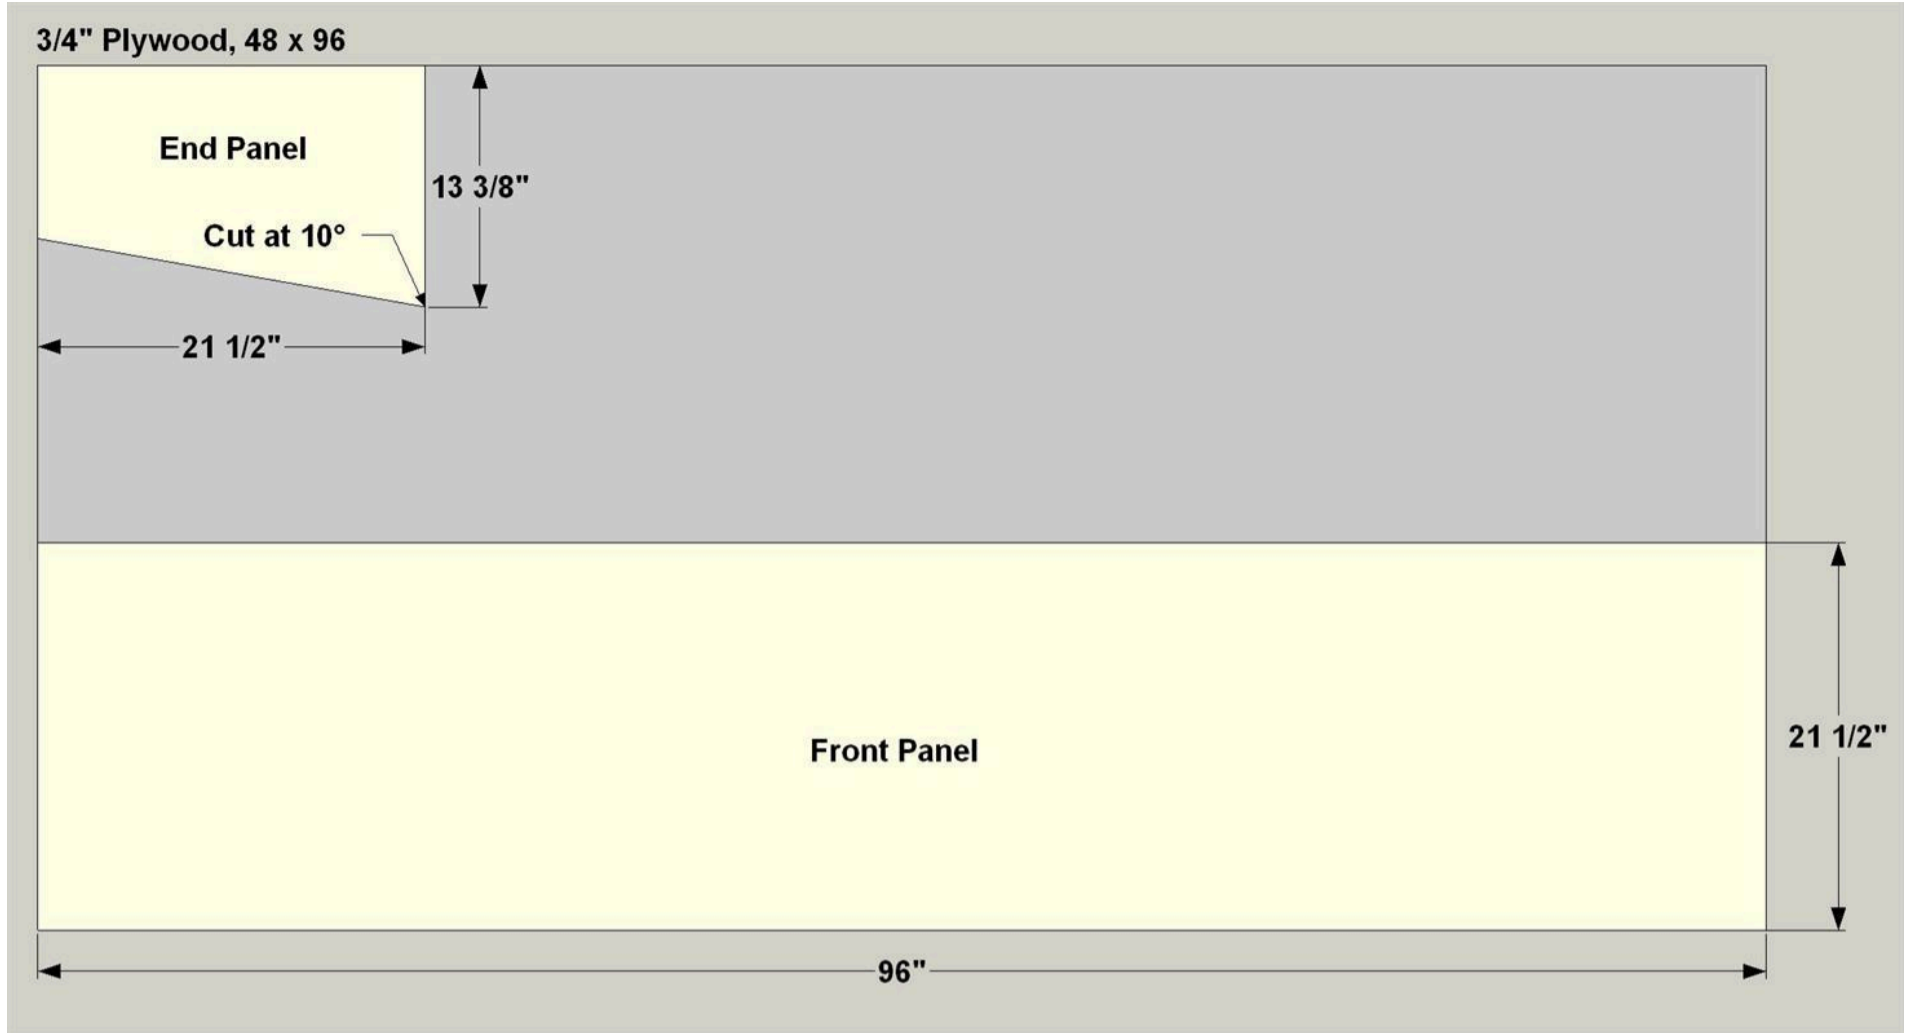 3/4" Plywood, 48 x 96
End Panel
13 3/8"
Cut at 10°
21 1/2"
Front Panel
21 1/2"
96"